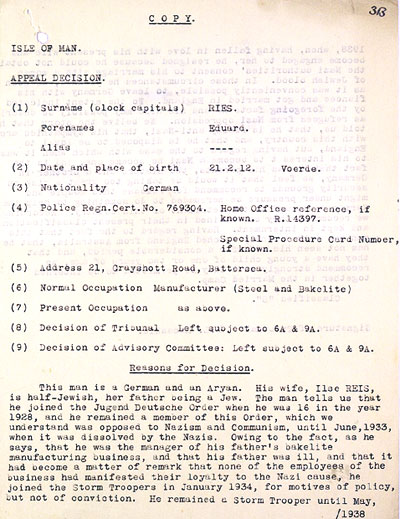 3B
COPY.
ISLE OF MAN.
APPEAL DECISION.
(1) Surname (block capitals) RIES.
Forenames Eduard.
Alias ----
(2) Date and place of birth 21.2.12. Voerde.
(3) Nationality German
(4) Police Regn.Cert.No. 769304. Home Office reference, if
known. R.14397.
Special Procedure Card Number,
if known.
(5) Address 21, Grayshott Road, Battersea.
(6) Normal Occupation Manufacturer (Steel and Bakelite)
(7) Present Occupation as above.
(8) Decision of Tribunal Left subject to 6A & 9A.
(9) Decision of Advisory Committee: Left subject to 6A & 9A.
Reasons for Decision.
This man is a German and an Aryan. His wife, Ilse REIS,
is half-Jewish, her father being a Jew. The man tells us that
he joined the Jugend Deutsche Order when he was 16 in the year
1928, and he remained a member of this Order, which we
understand was opposed to Nazism and Communism, until June,1933,
when it was dissolved by the Nazis. Owing to the fact, as he
says, that he was the manager of his father's bakelite
manufacturing business, and that his father was ill, and that it
had become a matter of remark that none of the employees of the
business had manifested their loyalty to the Nazi cause, he
joined the Storm Troopers in January 1934, for motives of policy,
but not of conviction. He remained a Storm Trooper until May,
/1938